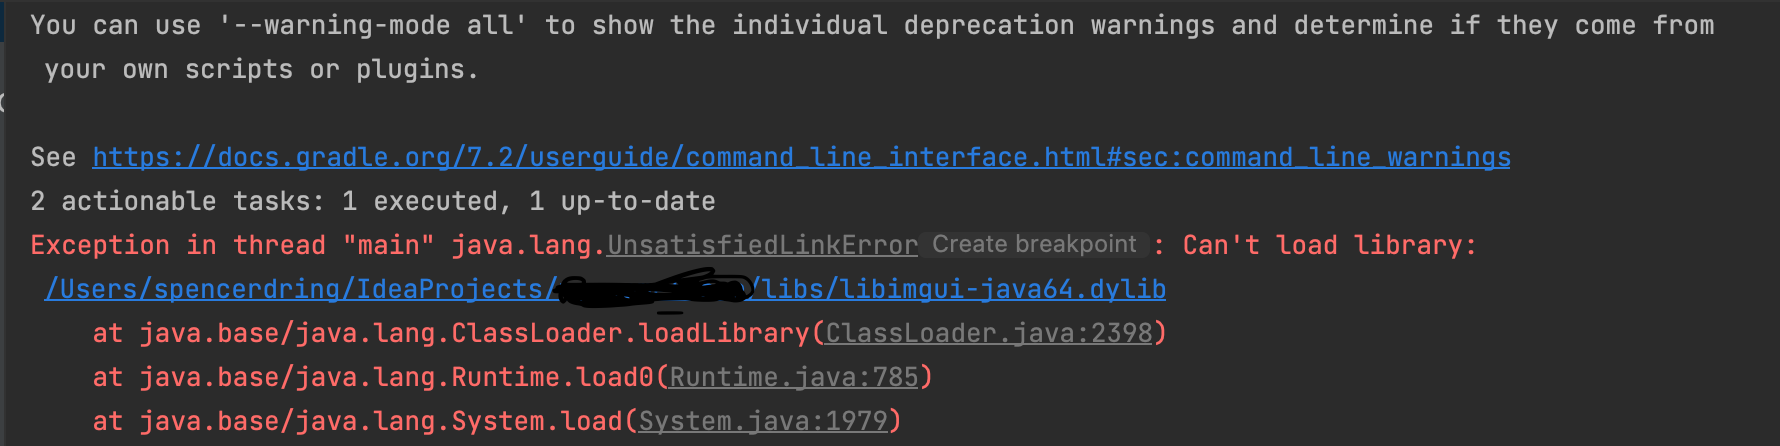 You can use '--warning-mode all' to show the individual deprecation warnings and determine if they come from
your own scripts or plugins.
See https://docs.gradle.org/7.2/userguide/command_line_interface.html#sec:command_line_warnings
2 actionable tasks: 1 executed, 1 up-to-date
Exception in thread "main" java.lang.UnsatisfiedLinkError Create breakpoint : Can't load library:
/Users/spencerdring/IdeaProjects/ /libs/libimgui-java64.dylib
at java.base/java.lang.ClassLoader.loadLibrary(ClassLoader.java:2398)
at java.base/java.lang.Runtime.load0(Runtime.java:785)
at java.base/java.lang.System.load(System.java:1979)